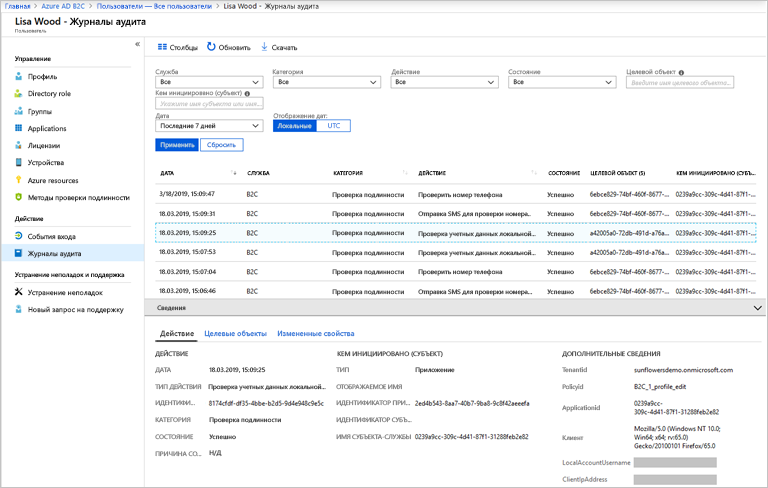 Главная > Azure AD B2C > Пользователи — Все пользователи > Lisa Wood - Журналы аудита
Lisa Wood - Журналы аудита
Пользователь
«
Управление
Профиль
Directory role
Группы
Applications
Лицензии
Устройства
Azure resources
Методы проверки подлинности
Действие
События входа
Журналы аудита
Устранение неполадок и поддержка
Устранение неполадок
Новый запрос на поддержку
Столбцы Обновить Скачать
Служба Категория Действие Состояние Целевой объект
Все Все Все Все Введите имя целевого объекта...
Кем инициировано (субъект)
Укажите имя субъекта или имя...
Дата Отображение дат:
Последние 7 дней Локальные UTC
Применить Сбросить
ДАТА СЛУЖБА КАТЕГОРИЯ ДЕЙСТВИЕ СОСТОЯНИЕ ЦЕЛЕВОЙ ОБЪЕКТ (S) КЕМ ИНИЦИИРОВАНО (СУБЪ...
3/18/2019, 15:09:47 B2C Проверка подлинности Проверить номер телефона Успешно 6ebce829-74bf-460f-8677-... 0239a9cc-309c-4d41-87f1-...
18.03.2019, 15:09:31 B2C Проверка подлинности Отправка SMS для проверки номера... Успешно 6ebce829-74bf-460f-8677-... 0239a9cc-309c-4d41-87f1-...
18.03.2019, 15:09:25 B2C Проверка подлинности Проверка учетных данных локальной... Успешно a42005a0-72db-491d-a76a... 0239a9cc-309c-4d41-87f1-...
18.03.2019, 15:07:53 B2C Проверка подлинности Проверка учетных данных локальной... Успешно a42005a0-72db-491d-a76a... 0239a9cc-309c-4d41-87f1-...
18.03.2019, 15:07:04 B2C Проверка подлинности Проверить номер телефона Успешно 6ebce829-74bf-460f-8677-... 0239a9cc-309c-4d41-87f1-...
18.03.2019, 15:06:46 B2C Проверка подлинности Отправка SMS для проверки номера... Успешно 6ebce829-74bf-460f-8677-... 0239a9cc-309c-4d41-87f1-...
Сведения
Действие Целевые объекты Измененные свойства
ДЕЙСТВИЕ
ДАТА 18.03.2019, 15:09:25
ТИП ДЕЙСТВИЯ Проверка учетных данных локальной...
ИДЕНТИФИ... 8174cfdf-df35-4bbe-b2d5-9d4e948c9e5c
КАТЕГОРИЯ Проверка подлинности
СОСТОЯНИЕ Успешно
ПРИЧИНА СО... Н/Д
КЕМ ИНИЦИИРОВАНО (СУБЪЕКТ)
ТИП Приложение
ОТОБРАЖАЕМОЕ ИМЯ
ИДЕНТИФИКАТОР ПРИ... 2ed4b543-8aa7-40b7-9ba8-9c8f42aeeefa
ИДЕНТИФИКАТОР СУБЪ...
ИМЯ СУБЪЕКТА-СЛУЖБЫ 0239a9cc-309c-4d41-87f1-31288feb2e82
ДОПОЛНИТЕЛЬНЫЕ СВЕДЕНИЯ
TenantId sunflowersdemo.onmicrosoft.com
PolicyId B2C_1_profile_edit
ApplicationId 0239a9cc-
309c-4d41-87f1-31288feb2e82
Клиент Mozilla/5.0 (Windows NT 10.0;
Win64; x64; rv:65.0)
Gecko/20100101 Firefox/65.0
LocalAccountUsername
ClientIpAddress